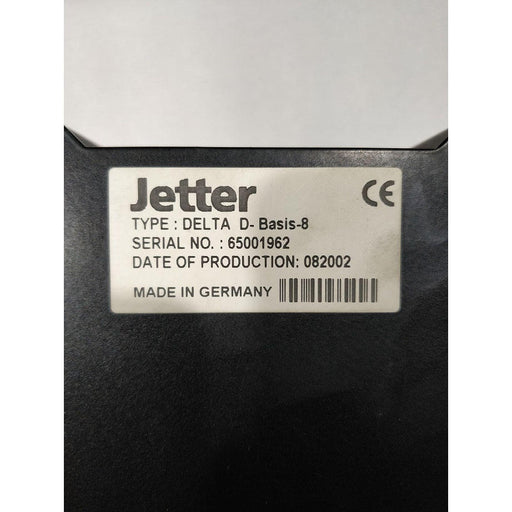 Jetter
CE
TYPE : DELTA D- Basis-8
SERIAL NO. : 65001962
DATE OF PRODUCTION: 082002
MADE IN GERMANY